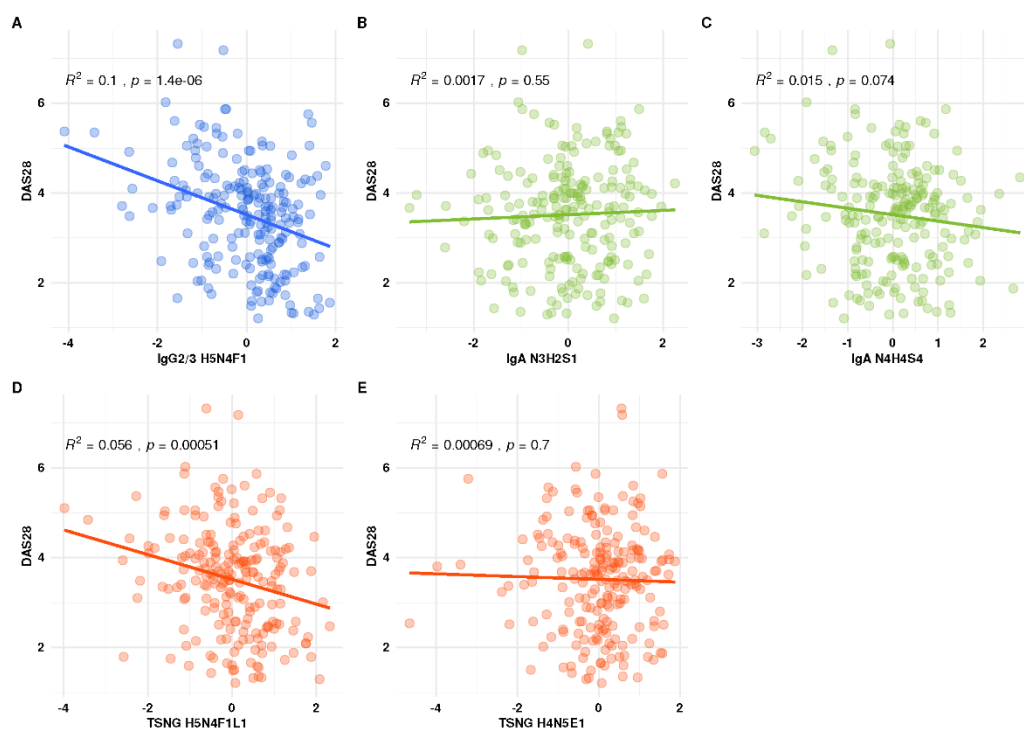 A
B
C
R² = 0.1 , p = 1.4e-06
R² = 0.0017 , p = 0.55
R² = 0.015 , p = 0.074
DAS28
6
4
2
DAS28
6
4
2
DAS28
6
4
2
-4 -2 0 2
-2 0 2
-3 -2 -1 0 1 2
IgG2/3 H5N4F1
IgA N3H2S1
IgA N4H4S4
D
E
R² = 0.056 , p = 0.00051
R² = 0.00069 , p = 0.7
DAS28
6
4
2
DAS28
6
4
2
-4 -2 0 2
-4 -2 0 2
TSNG H5N4F1L1
TSNG H4N5E1